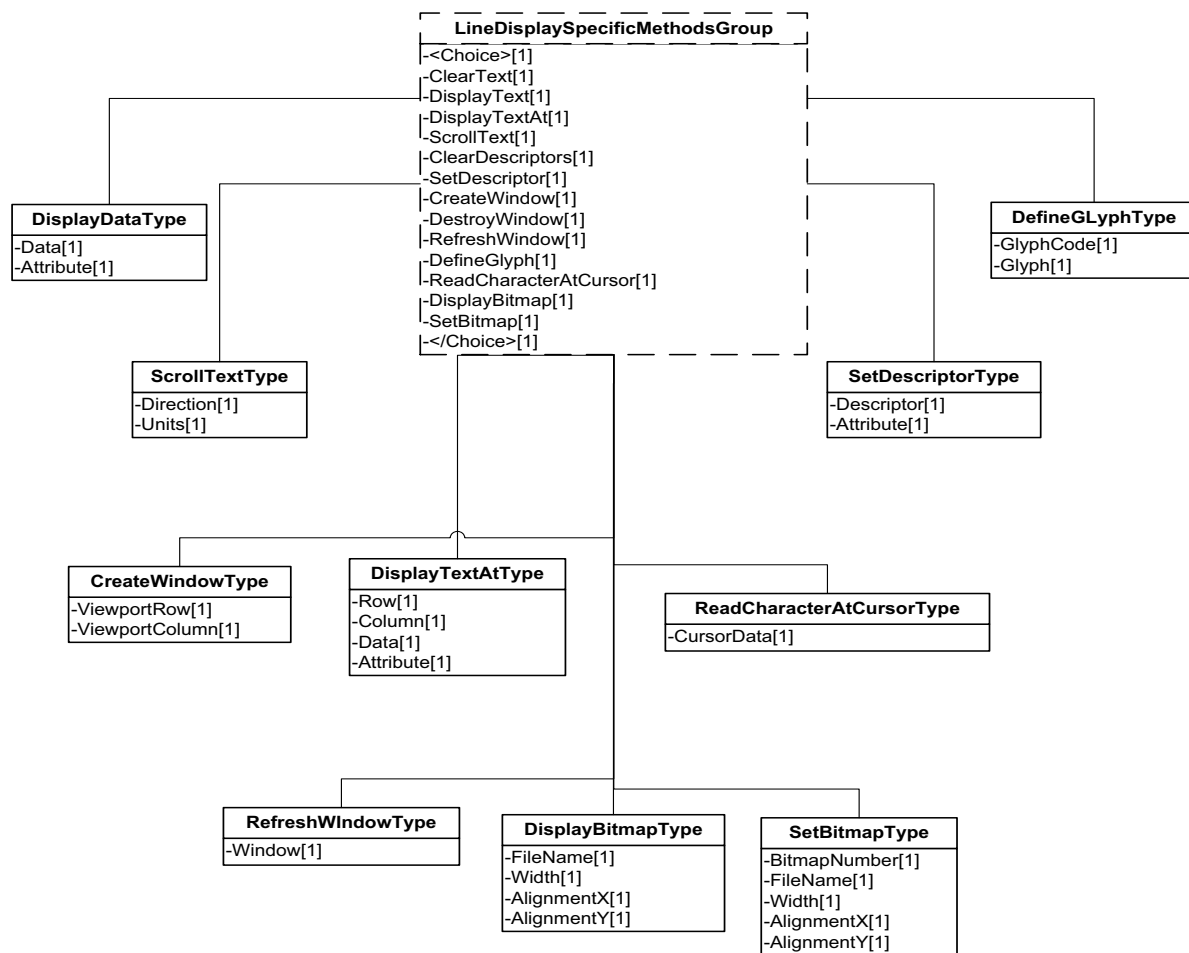 LineDisplaySpecificMethodsGroup
-<Choice>[1]
-ClearText[1]
-DisplayText[1]
-DisplayTextAt[1]
-ScrollText[1]
-ClearDescriptors[1]
-SetDescriptor[1]
-CreateWindow[1]
-DestroyWindow[1]
-RefreshWindow[1]
-DefineGlyph[1]
-ReadCharacterAtCursor[1]
-DisplayBitmap[1]
-SetBitmap[1]
-</Choice>[1]
DisplayDataType
-Data[1]
-Attribute[1]
DefineGLyphType
-GlyphCode[1]
-Glyph[1]
ScrollTextType
-Direction[1]
-Units[1]
SetDescriptorType
-Descriptor[1]
-Attribute[1]
CreateWindowType
-ViewportRow[1]
-ViewportColumn[1]
DisplayTextAtType
-Row[1]
-Column[1]
-Data[1]
-Attribute[1]
ReadCharacterAtCursorType
-CursorData[1]
RefreshWIndowType
-Window[1]
DisplayBitmapType
-FileName[1]
-Width[1]
-AlignmentX[1]
-AlignmentY[1]
SetBitmapType
-BitmapNumber[1]
-FileName[1]
-Width[1]
-AlignmentX[1]
-AlignmentY[1]